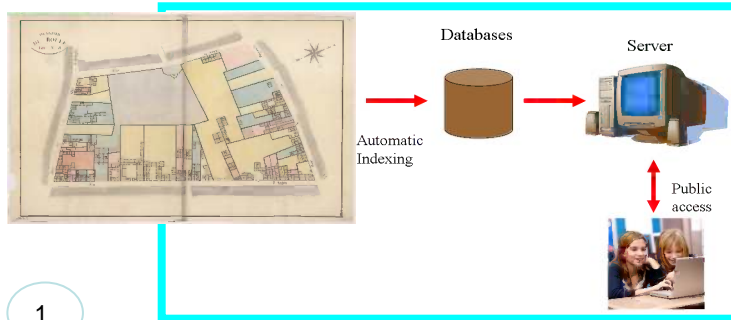 Databases
Server
Automatic
Indexing
Public
access
1